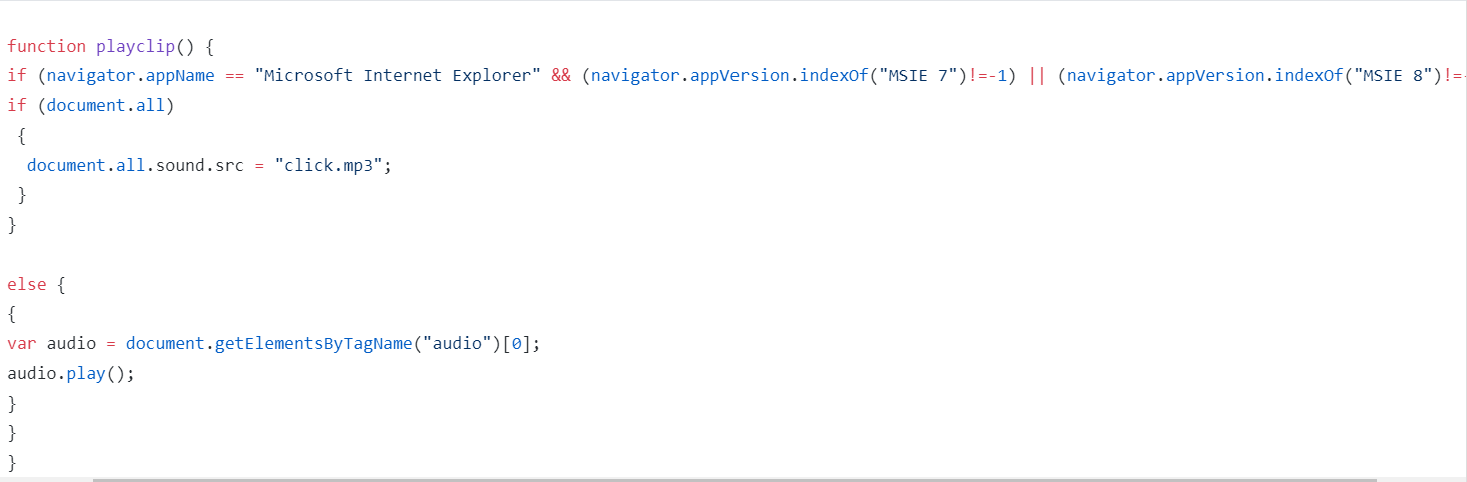 function playclip() {
if (navigator.appName == "Microsoft Internet Explorer" && (navigator.appVersion.indexOf("MSIE 7")!=-1) || (navigator.appVersion.indexOf("MSIE 8")!=-
if (document.all)
{
document.all.sound.src = "click.mp3";
}
}
else {
{
var audio = document.getElementsByTagName("audio")[0];
audio.play();
}
}
}